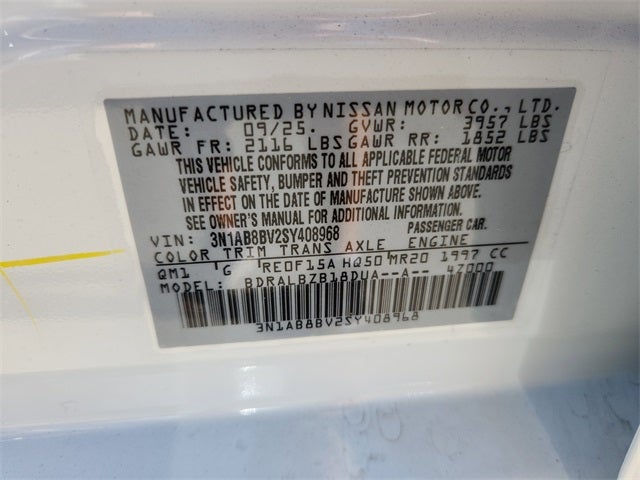 MANUFACTURED BY NISSAN MOTOR CO., LTD.
DATE: 09/25. GVWR: 3957 LBS
GAWR FR: 2116 LBS GAWR RR: 1852 LBS
THIS VEHICLE CONFORMS TO ALL APPLICABLE FEDERAL MOTOR
VEHICLE SAFETY, BUMPER AND THEFT PREVENTION STANDARDS
IN EFFECT ON THE DATE OF MANUFACTURE SHOWN ABOVE.
SEE OWNER'S MANUAL FOR ADDITIONAL INFORMATION.
VIN: 3N1AB8BV2SY408968 PASSENGER CAR.
COLOR TRIM TRANS AXLE ENGINE
QM1 G RE0F15A HQ50 MR20 1997 CC
MODEL: BDRALBZB18DUA--A-- 4Z000
3N1AB8BV2SY408968